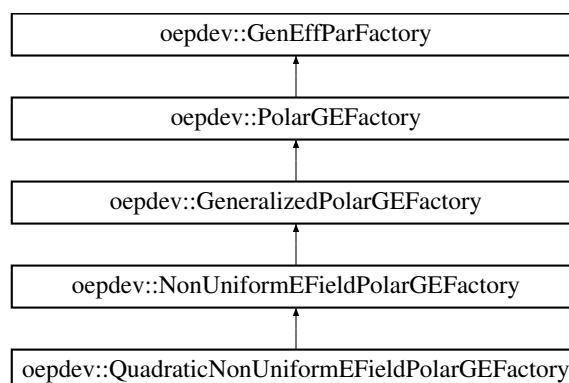 oepdev::GenEffParFactory
oepdev::PolarGEFactory
oepdev::GeneralizedPolarGEFactory
oepdev::NonUniformEFieldPolarGEFactory
oepdev::QuadraticNonUniformEFieldPolarGEFactory